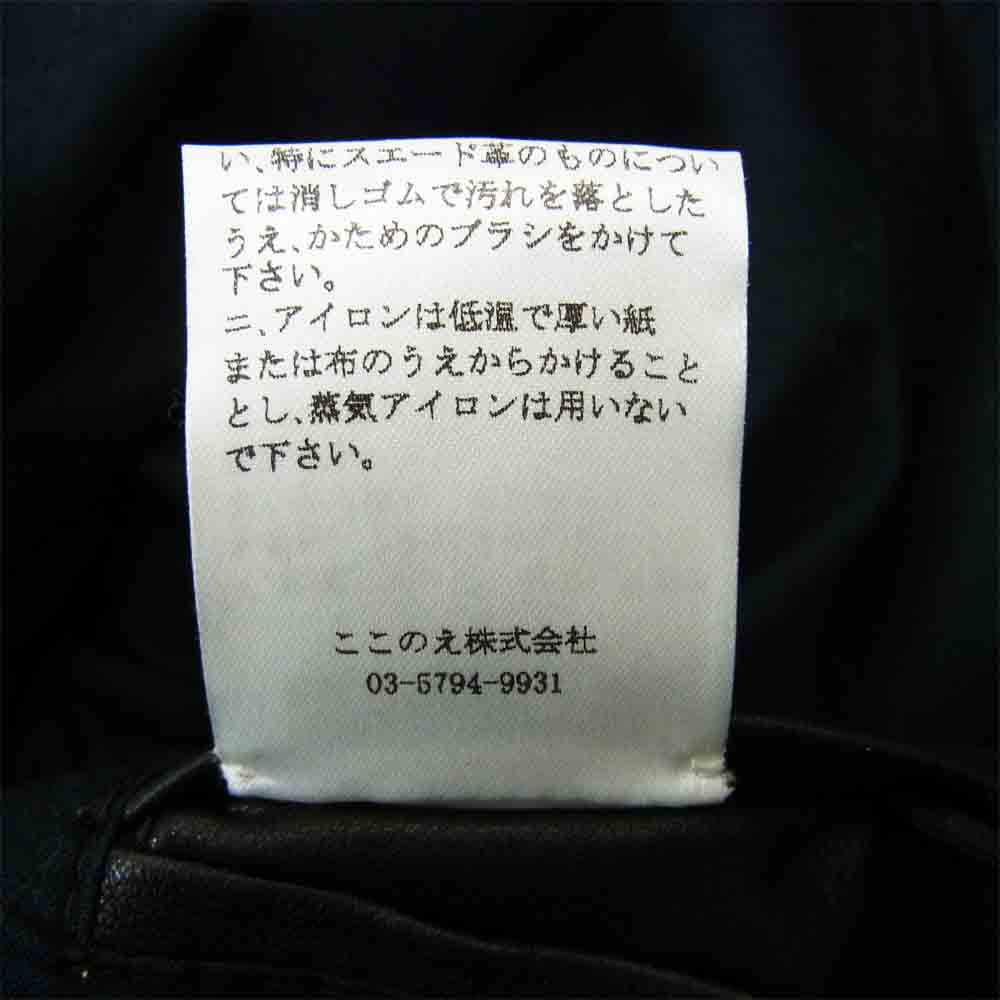 い、特にスエード革のものについ
ては消しゴムで汚れを落とした
うえ、かためのブラシをかけて
下さい。
ニ、アイロンは低温で厚い紙
または布のうえからかけること
とし、蒸気アイロンは用いない
で下さい。
ここのえ株式会社
03-5794-9931